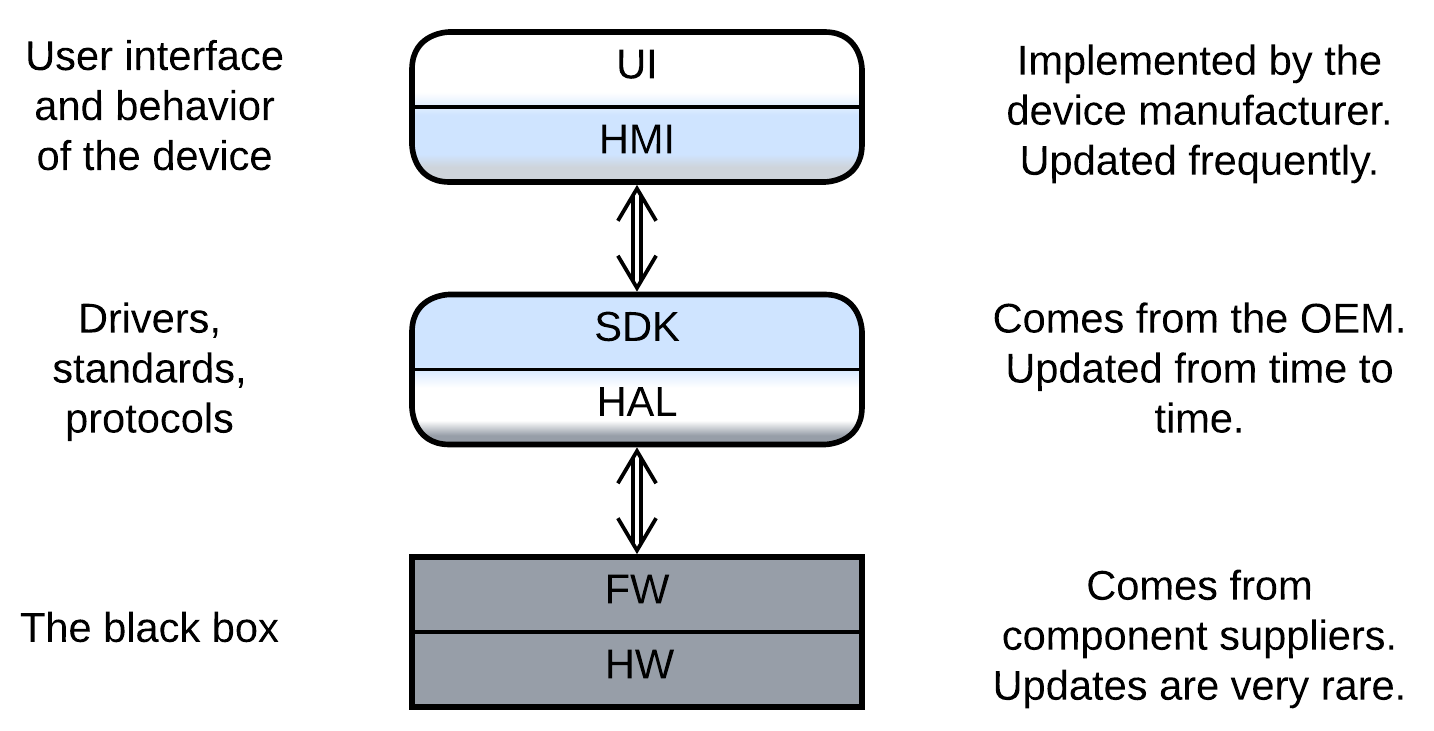 User interface
and behavior
of the device
UI
HMI
Implemented by the
device manufacturer.
Updated frequently.
Drivers,
standards,
protocols
SDK
HAL
Comes from the OEM.
Updated from time to
time.
The black box
FW
HW
Comes from
component suppliers.
Updates are very rare.